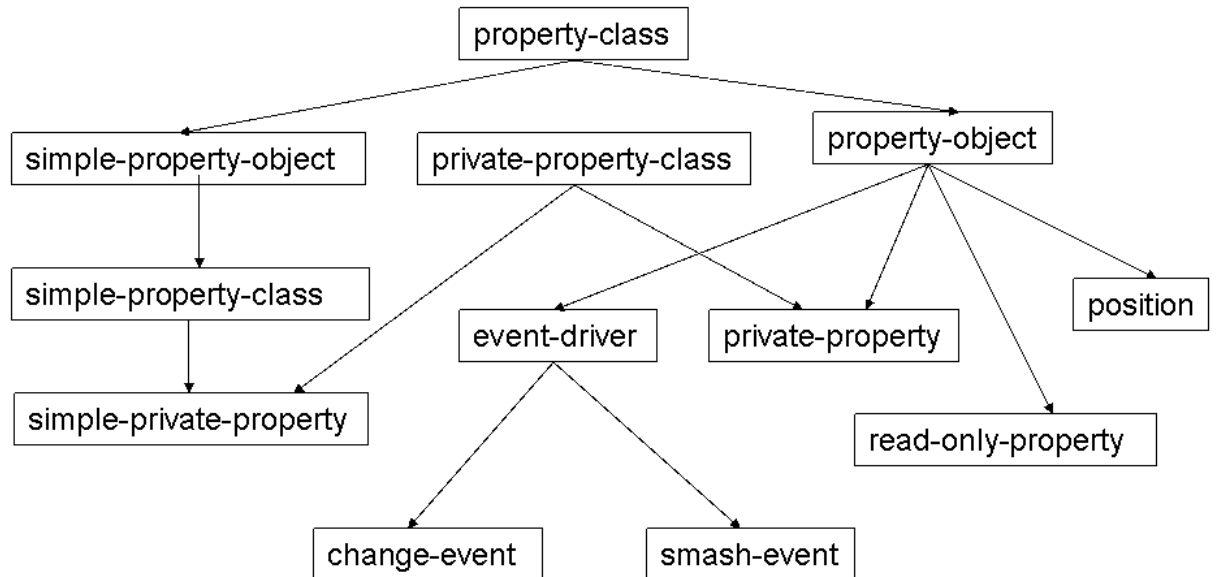 property-class
simple-property-object
private-property-class
property-object
simple-property-class
position
event-driver
private-property
simple-private-property
read-only-property
change-event
smash-event